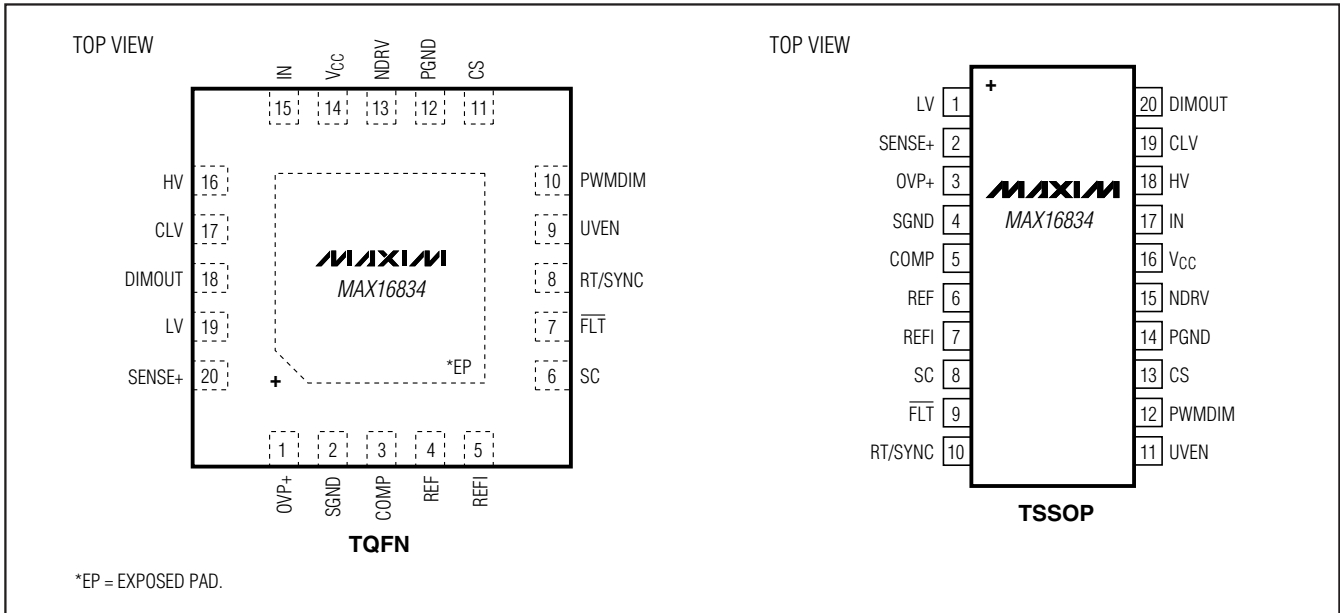 TOP VIEW
IN
VCC
NDRV
PGND
CS
15
14
13
12
11
HV 16
CLV 17
DIMOUT 18
LV 19
SENSE+ 20
10 PWMDIM
9 UVEN
8 RT/SYNC
7 FLT
6 SC
MAXIM
MAX16834
*EP
+
1
2
3
4
5
OVP+
SGND
COMP
REF
REFI
TQFN
*EP = EXPOSED PAD.
TOP VIEW
+
LV 1
SENSE+ 2
OVP+ 3
SGND 4
COMP 5
REF 6
REFI 7
SC 8
FLT 9
RT/SYNC 10
MAXIM
MAX16834
20 DIMOUT
19 CLV
18 HV
17 IN
16 VCC
15 NDRV
14 PGND
13 CS
12 PWMDIM
11 UVEN
TSSOP